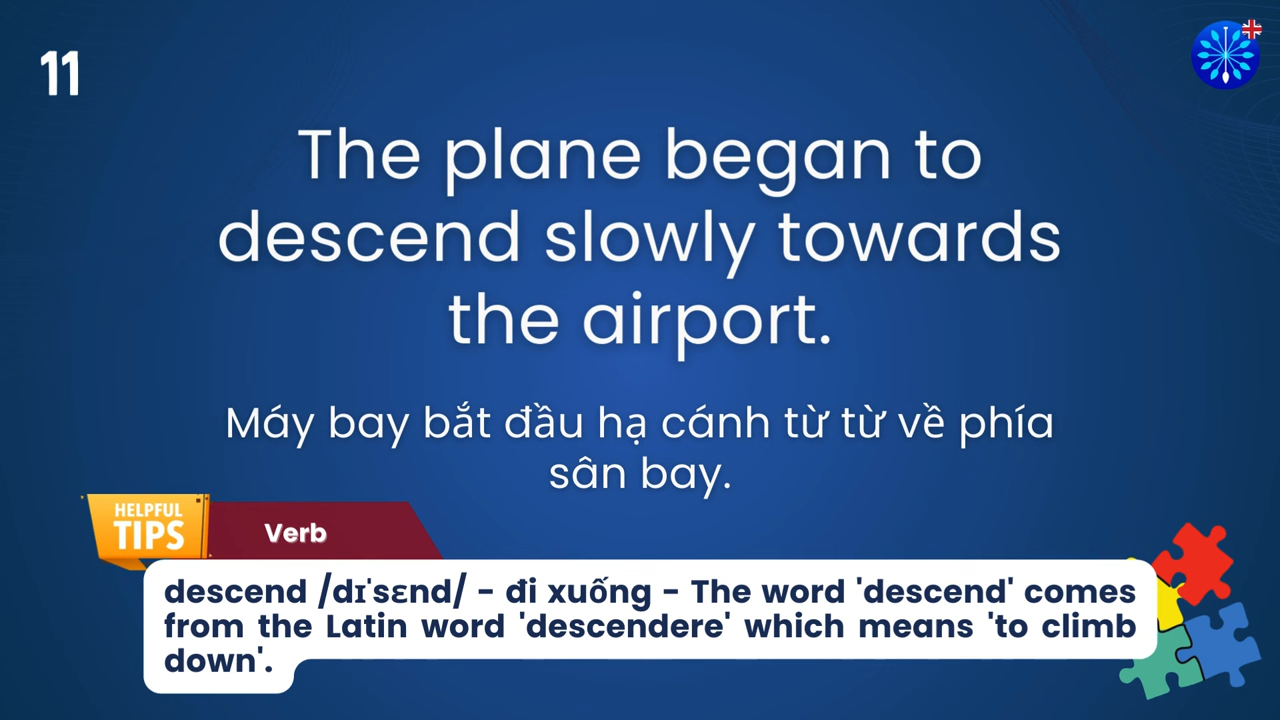 11
The plane began to
descend slowly towards
the airport.
Máy bay bắt đầu hạ cánh từ từ về phía
sân bay.
HELPFUL
TIPS
Verb
descend /dɪˈsɛnd/ - đi xuống - The word 'descend' comes
from the Latin word 'descendere' which means 'to climb
down'.